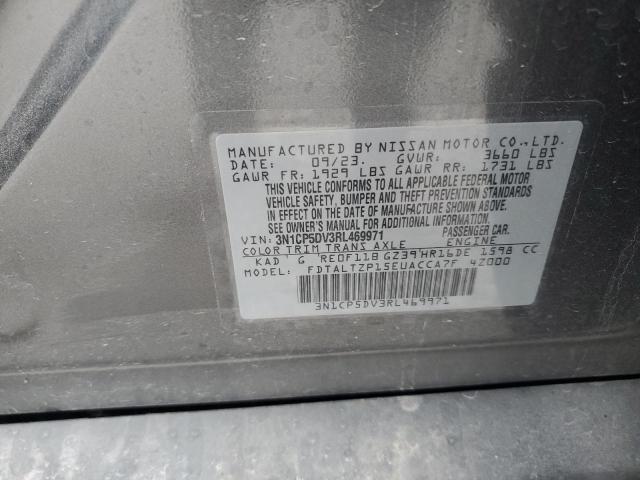 MANUFACTURED BY NISSAN MOTOR CO.,LTD.
DATE: 09/23. GVWR: 3660 LBS
GAWR FR: 1929 LBS GAWR RR: 1731 LBS
THIS VEHICLE CONFORMS TO ALL APPLICABLE FEDERAL MOTOR
VEHICLE SAFETY, BUMPER AND THEFT PREVENTION STANDARDS
IN EFFECT ON THE DATE OF MANUFACTURE SHOWN ABOVE.
SEE OWNER'S MANUAL FOR ADDITIONAL INFORMATION.
VIN: 3N1CP5DV3RL469971 PASSENGER CAR.
COLOR TRIM TRANS AXLE ENGINE
KAD G RE0F11B GZ39 HR16DE 1598 CC
MODEL: FDTALTZP15EUACCA7F 42000
3N1CP5DV3RL469971